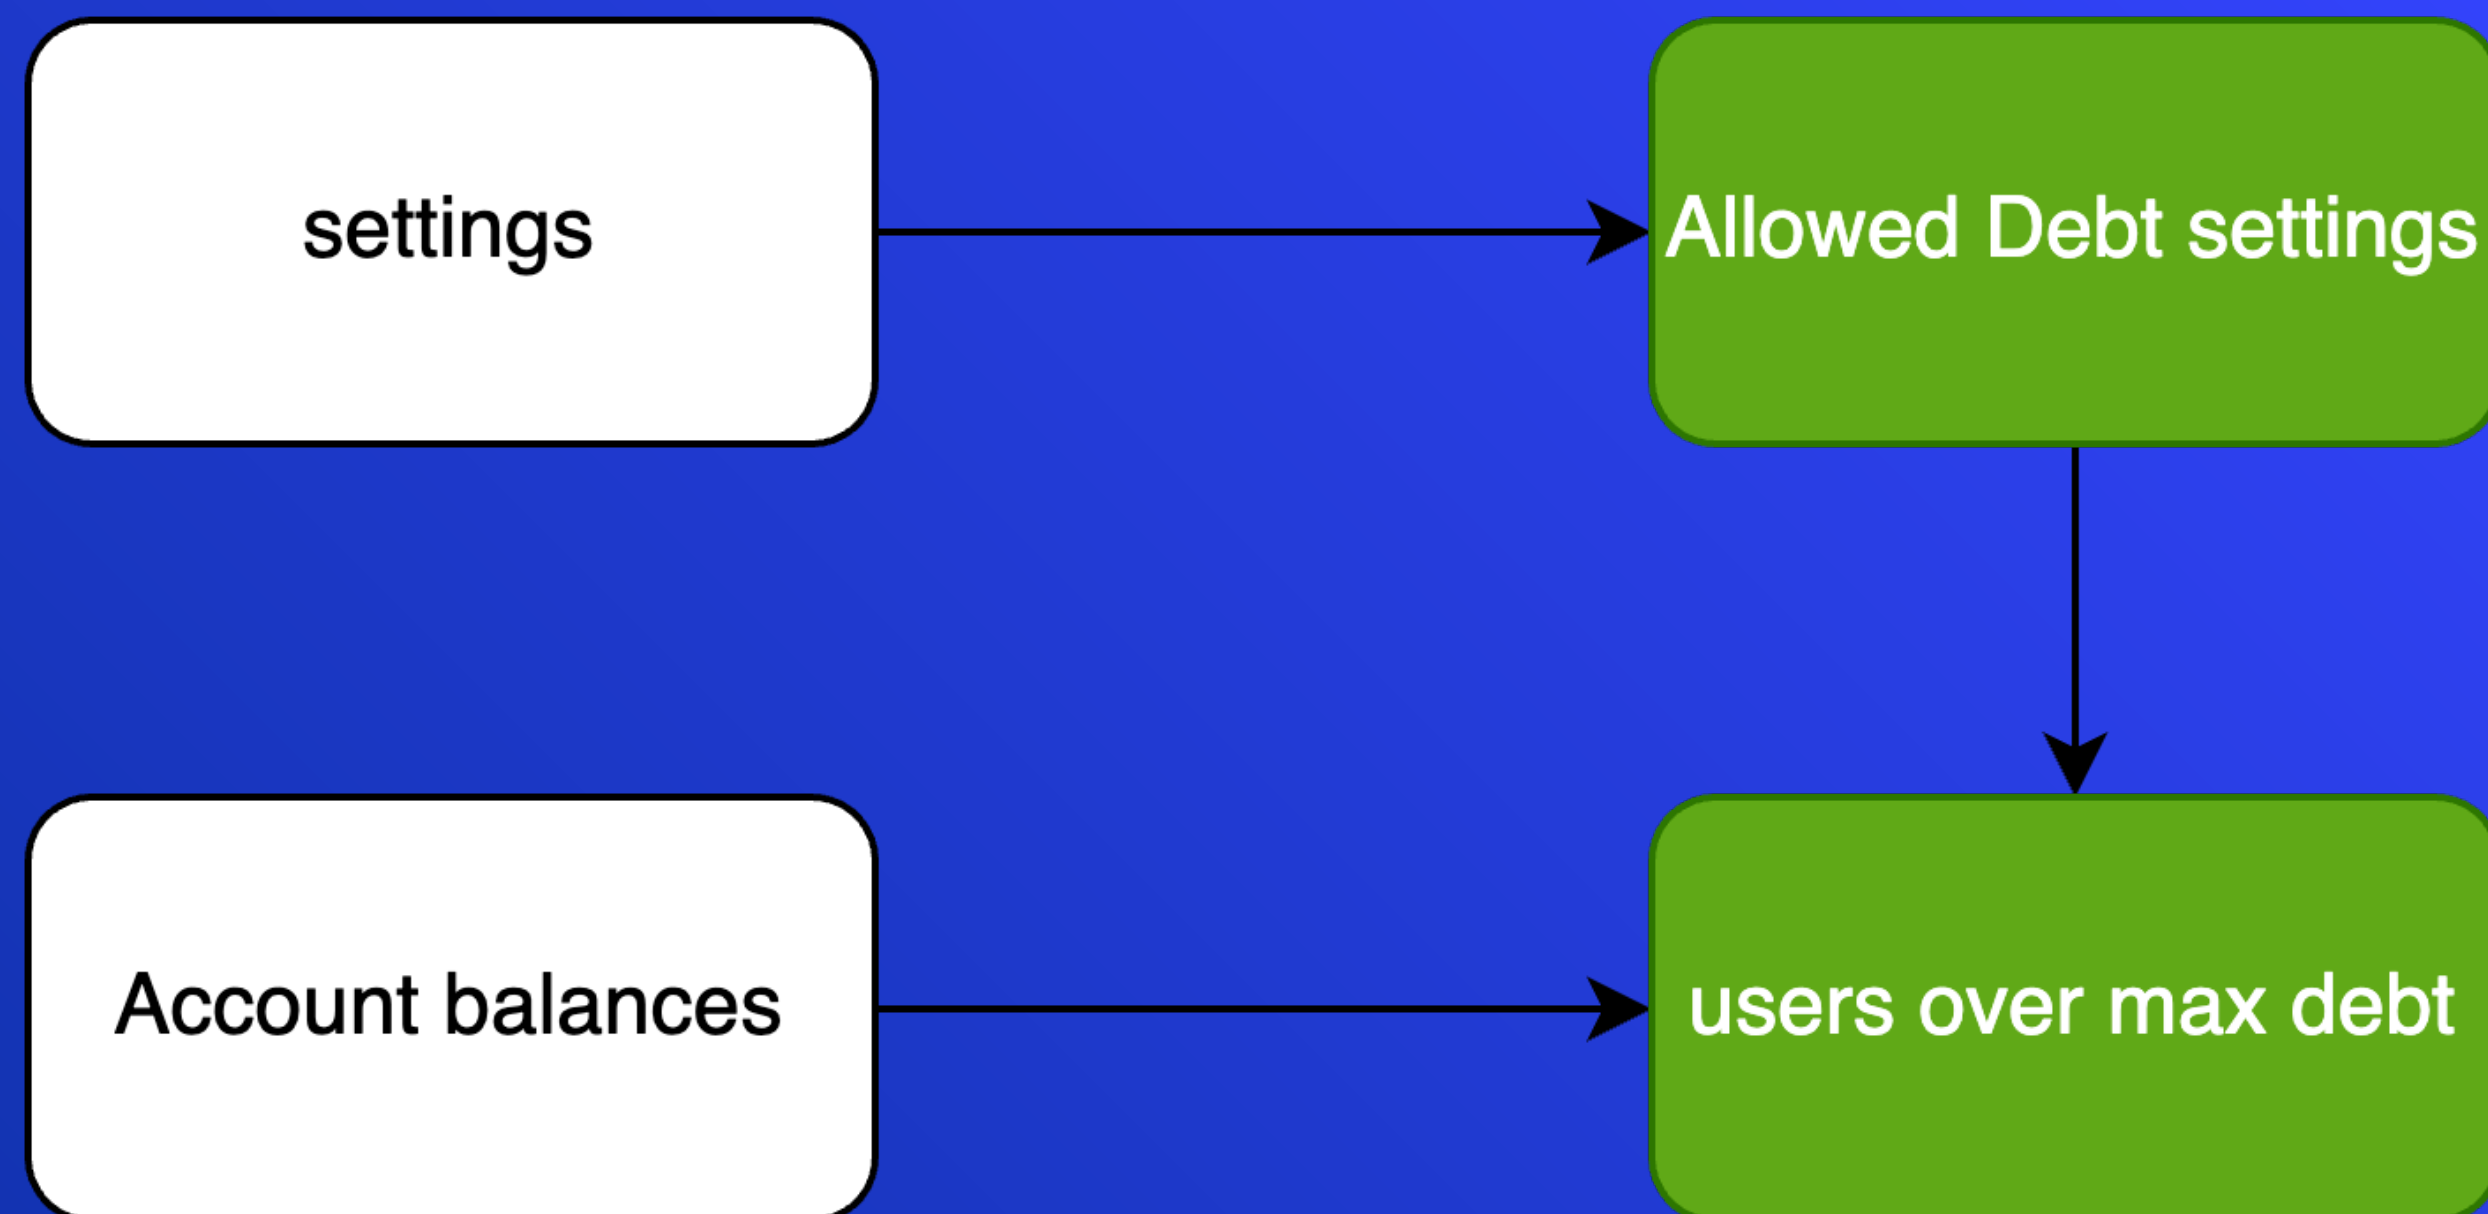 settings
Allowed Debt settings
Account balances
users over max debt